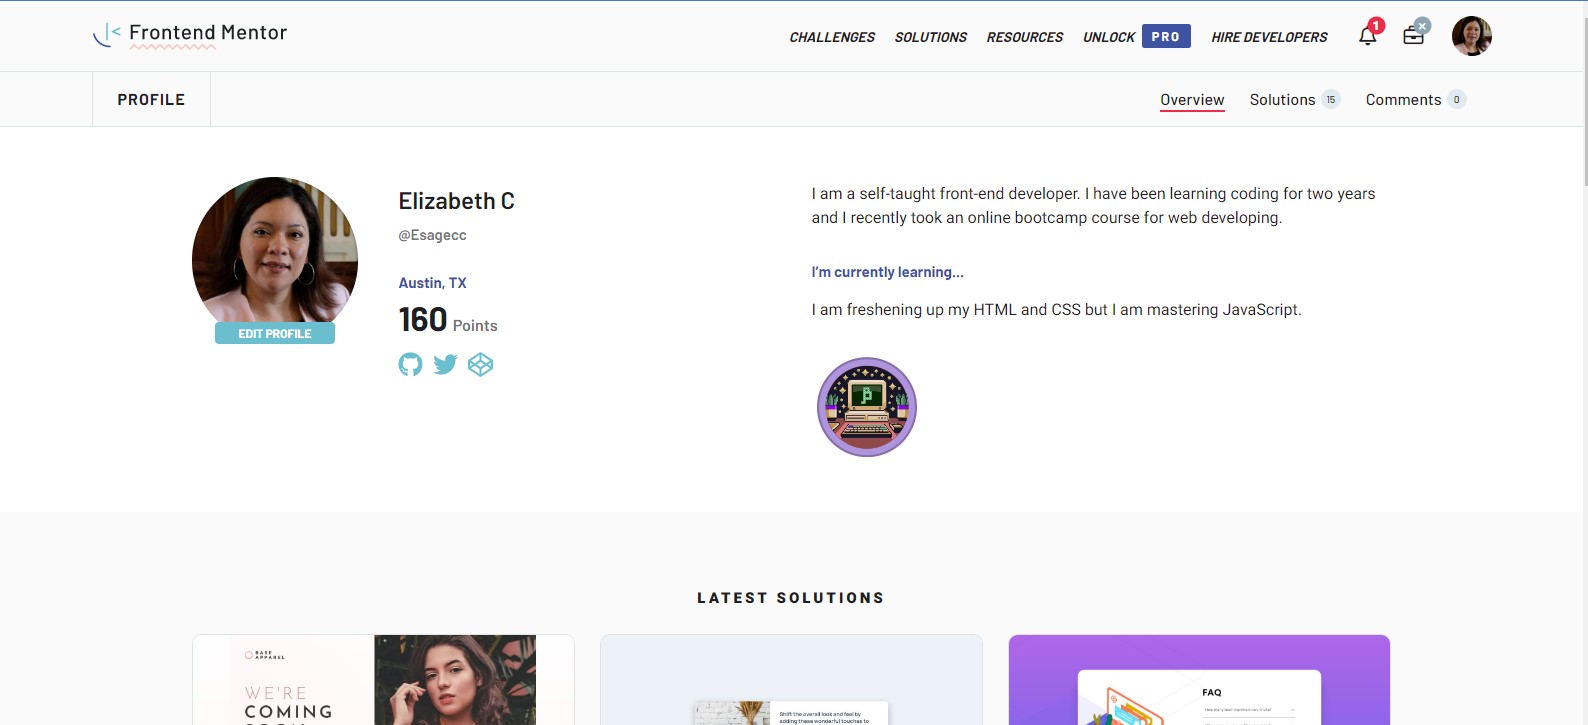 Frontend Mentor
CHALLENGES SOLUTIONS RESOURCES UNLOCK PRO HIRE DEVELOPERS 1
PROFILE
Overview Solutions 15 Comments 0
Elizabeth C
@Esagecc
Austin, TX
160 Points
EDIT PROFILE
I am a self-taught front-end developer. I have been learning coding for two years
and I recently took an online bootcamp course for web developing.
I'm currently learning...
I am freshening up my HTML and CSS but I am mastering JavaScript.
LATEST SOLUTIONS
BASE
APPAREL
WE'RE
COMING
Shift the overall look and feel by
adding these wonderful touches to
FAQ